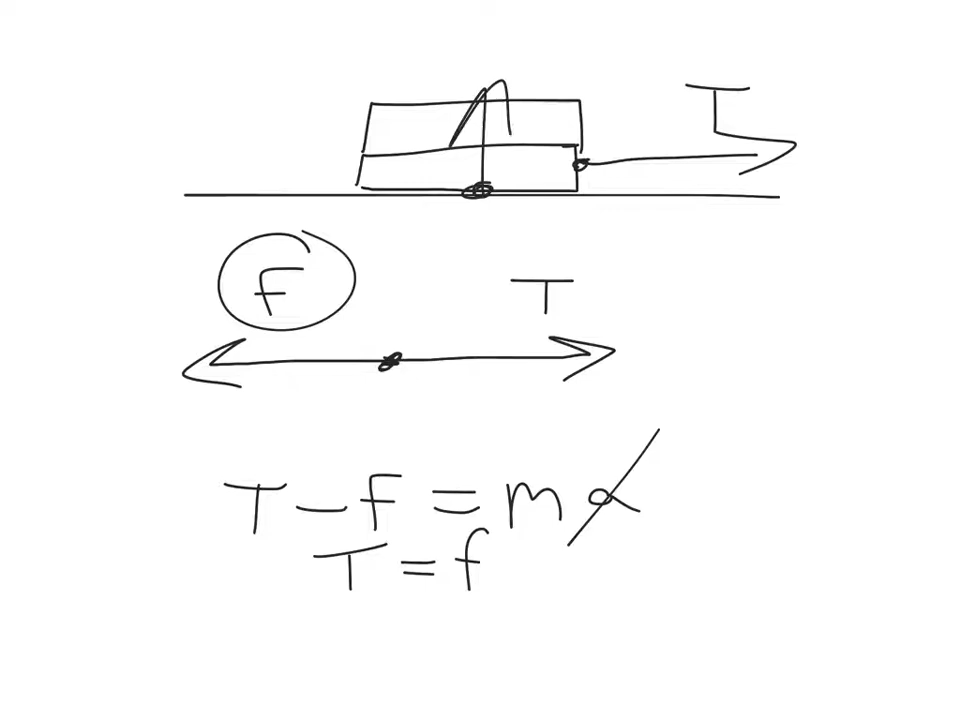 T
F
T
T - F = ma
T = f